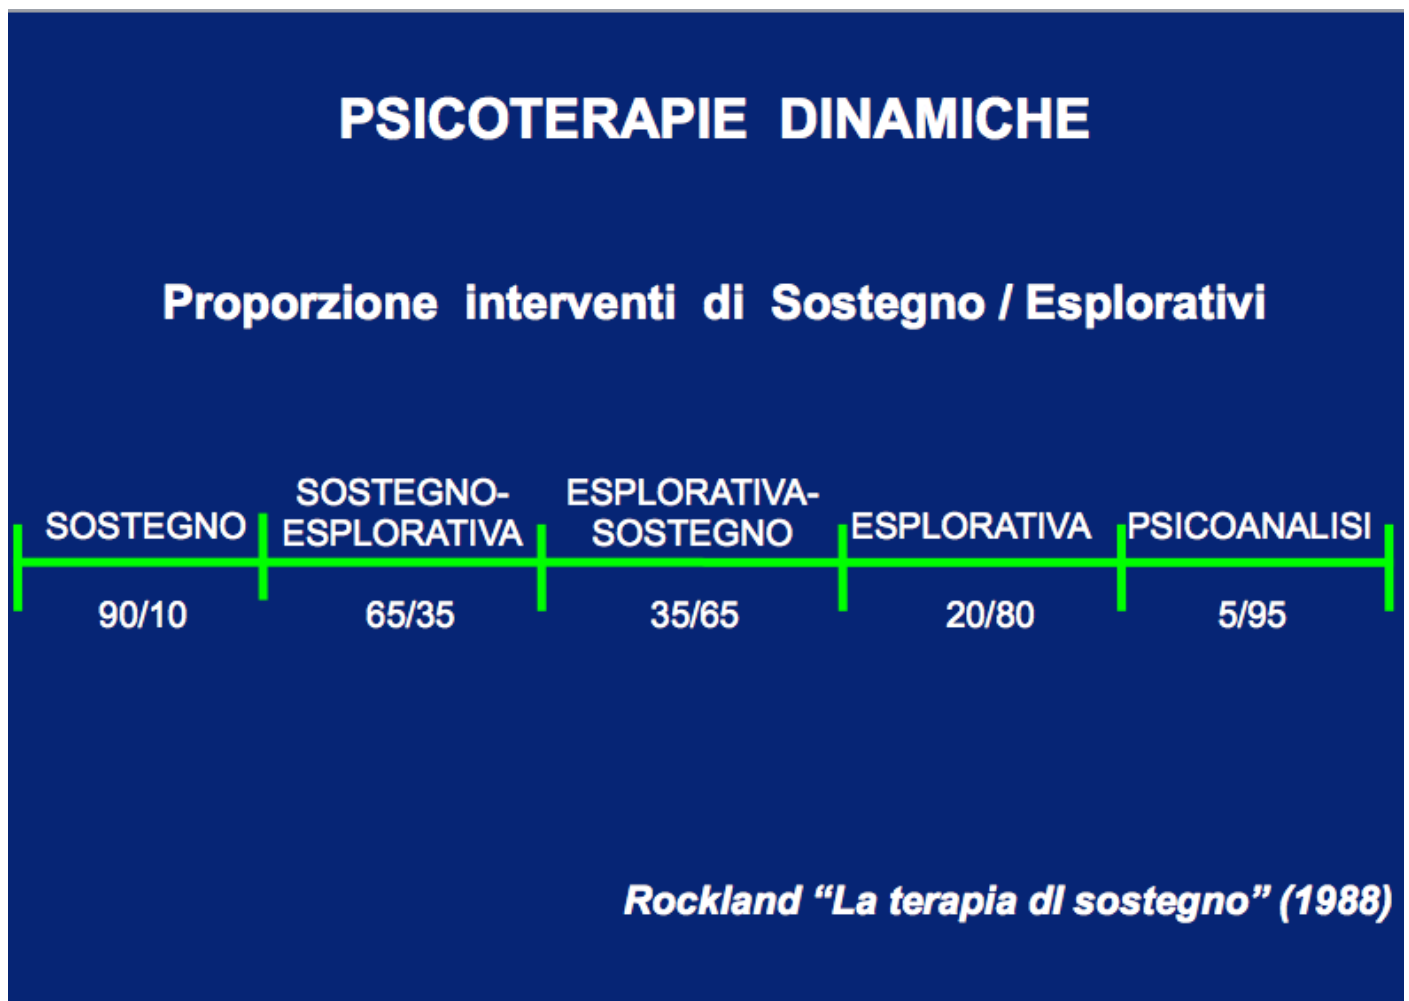 PSICOTERAPIE DINAMICHE
Proporzione interventi di Sostegno / Esplorativi
SOSTEGNO
SOSTEGNO-
ESPLORATIVA
ESPLORATIVA-
SOSTEGNO
ESPLORATIVA
PSICOANALISI
90/10
65/35
35/65
20/80
5/95
Rockland “La terapia dI sostegno” (1988)